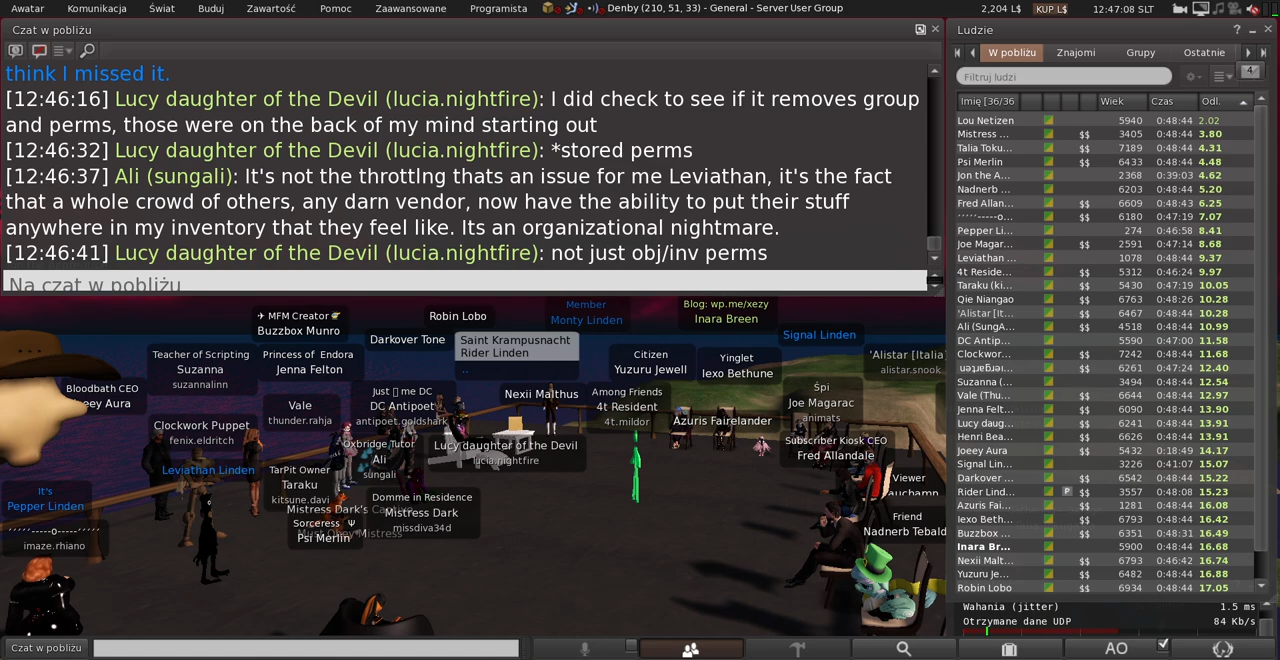 Awatar Komunikacja Świat Buduj Zawartość Pomoc Zaawansowane Programista Denby (210, 51, 33) - General - Server User Group 2,204 L$ KUP L$ 12:47:08 SLT
Czat w pobliżu
think I missed it.
[12:46:16] Lucy daughter of the Devil (lucia.nightfire): I did check to see if it removes group
and perms, those were on the back of my mind starting out
[12:46:32] Lucy daughter of the Devil (lucia.nightfire): *stored perms
[12:46:37] Ali (sungali): It's not the throttlng thats an issue for me Leviathan, it's the fact
that a whole crowd of others, any darn vendor, now have the ability to put their stuff
anywhere in my inventory that they feel like. Its an organizational nightmare.
[12:46:41] Lucy daughter of the Devil (lucia.nightfire): not just obj/inv perms
Na czat w pobliżu
MFM Creator
Buzzbox Munro
Robin Lobo
Member
Monty Linden
Blog: wp.me/xezy
Inara Breen
Darkover Tone
Saint Krampusnacht
Rider Linden
..
Signal Linden
Teacher of Scripting
Suzanna
suzannalinn
Princess of Endora
Jenna Felton
Citizen
Yuzuru Jewell
Yinglet
Iexo Bethune
'Alistar [Italia]
alistar.snook
Bloodbath CEO
Joeey Aura
Vale
thunder.rahja
Just me DC
DC Antipoet
antipoet.goldshark
Nexii Malthus
Among Friends
4t Resident
4t.mildor
Śpi
Joe Magarac
animats
Azuris Fairelander
Clockwork Puppet
fenix.eldritch
Oxbridge Tutor
Ali
sungali
Lucy daughter of the Devil
lucia.nightfire
Subscriber Kiosk CEO
Fred Allandale
Leviathan Linden
TarPit Owner
Taraku
kitsune.davi
Viewer
It's
Pepper Linden
Domme in Residence
Mistress Dark
missdiva34d
Mistress Dark's
Sorceress Ψ
Psi Merlin
Must Obey Mistress
Friend
Nadnerb Tebald
′′′′′-----o-----′′′′′
imaze.rhiano
Czat w pobliżu
AO
Ludzie
W pobliżu Znajomi Grupy Ostatnie
Filtruj ludzi
4
Imię [36/36 Wiek Czas Odl.
Lou Netizen 5940 0:48:44 2.02
Mistress ... $$ 3405 0:48:44 3.80
Talia Toku... $$ 7189 0:48:44 4.31
Psi Merlin $$ 6433 0:48:44 4.48
Jon the A... 2368 0:39:03 4.62
Nadnerb ... 6203 0:48:44 5.20
Fred Allan... $$ 6609 0:48:43 6.25
′′′′′-----o... $$ 6180 0:47:19 7.07
Pepper Li... 274 0:46:58 8.41
Joe Magar... $$ 2591 0:47:14 8.68
Leviathan ... 1078 0:48:44 9.37
4t Reside... $$ 5312 0:46:24 9.97
Taraku (ki... $$ 5430 0:47:19 10.05
Qie Niangao $$ 6763 0:48:26 10.28
'Alistar [It... $$ 6467 0:48:44 10.28
Ali (SungA... $$ 4518 0:48:44 10.99
DC Antip... 5590 0:47:00 11.58
Clockwor... $$ 7242 0:48:44 11.68
$$ 6261 0:47:24 12.40
Suzanna (... 3494 0:48:44 12.54
Vale (Thu... $$ 6644 0:48:44 12.97
Jenna Felt... $$ 6090 0:48:44 13.90
Lucy daug... $$ 6241 0:48:44 13.91
Henri Bea... $$ 6626 0:48:44 13.91
Joeey Aura $$ 5432 0:18:49 14.17
Signal Lin... 3226 0:41:07 15.07
Darkover ... $$ 6542 0:48:44 15.22
Rider Lind... P $$ 3557 0:48:08 15.23
Azuris Fai... $$ 1281 0:48:44 16.08
Iexo Beth... $$ 6793 0:48:44 16.42
Buzzbox ... $$ 6351 0:48:31 16.49
Inara Br... 5900 0:48:44 16.68
Nexii Malt... $$ 6793 0:46:42 16.74
Yuzuru Je... $$ 6482 0:48:44 16.88
Robin Lobo $$ 6934 0:48:44 17.05
Wahania (jitter) 1.5 ms
Otrzymane dane UDP 84 Kb/s